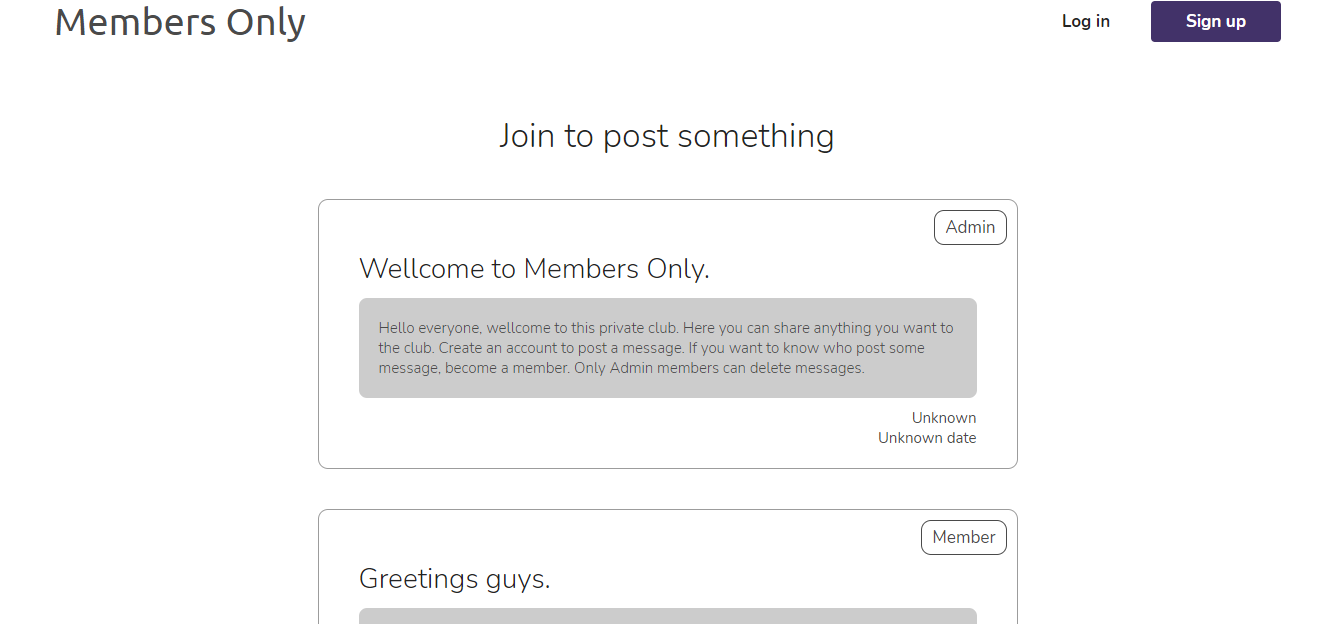 Members Only
Log in
Sign up
Join to post something
Admin
Wellcome to Members Only.
Hello everyone, wellcome to this private club. Here you can share anything you want to
the club. Create an account to post a message. If you want to know who post some
message, become a member. Only Admin members can delete messages.
Unknown
Unknown date
Member
Greetings guys.